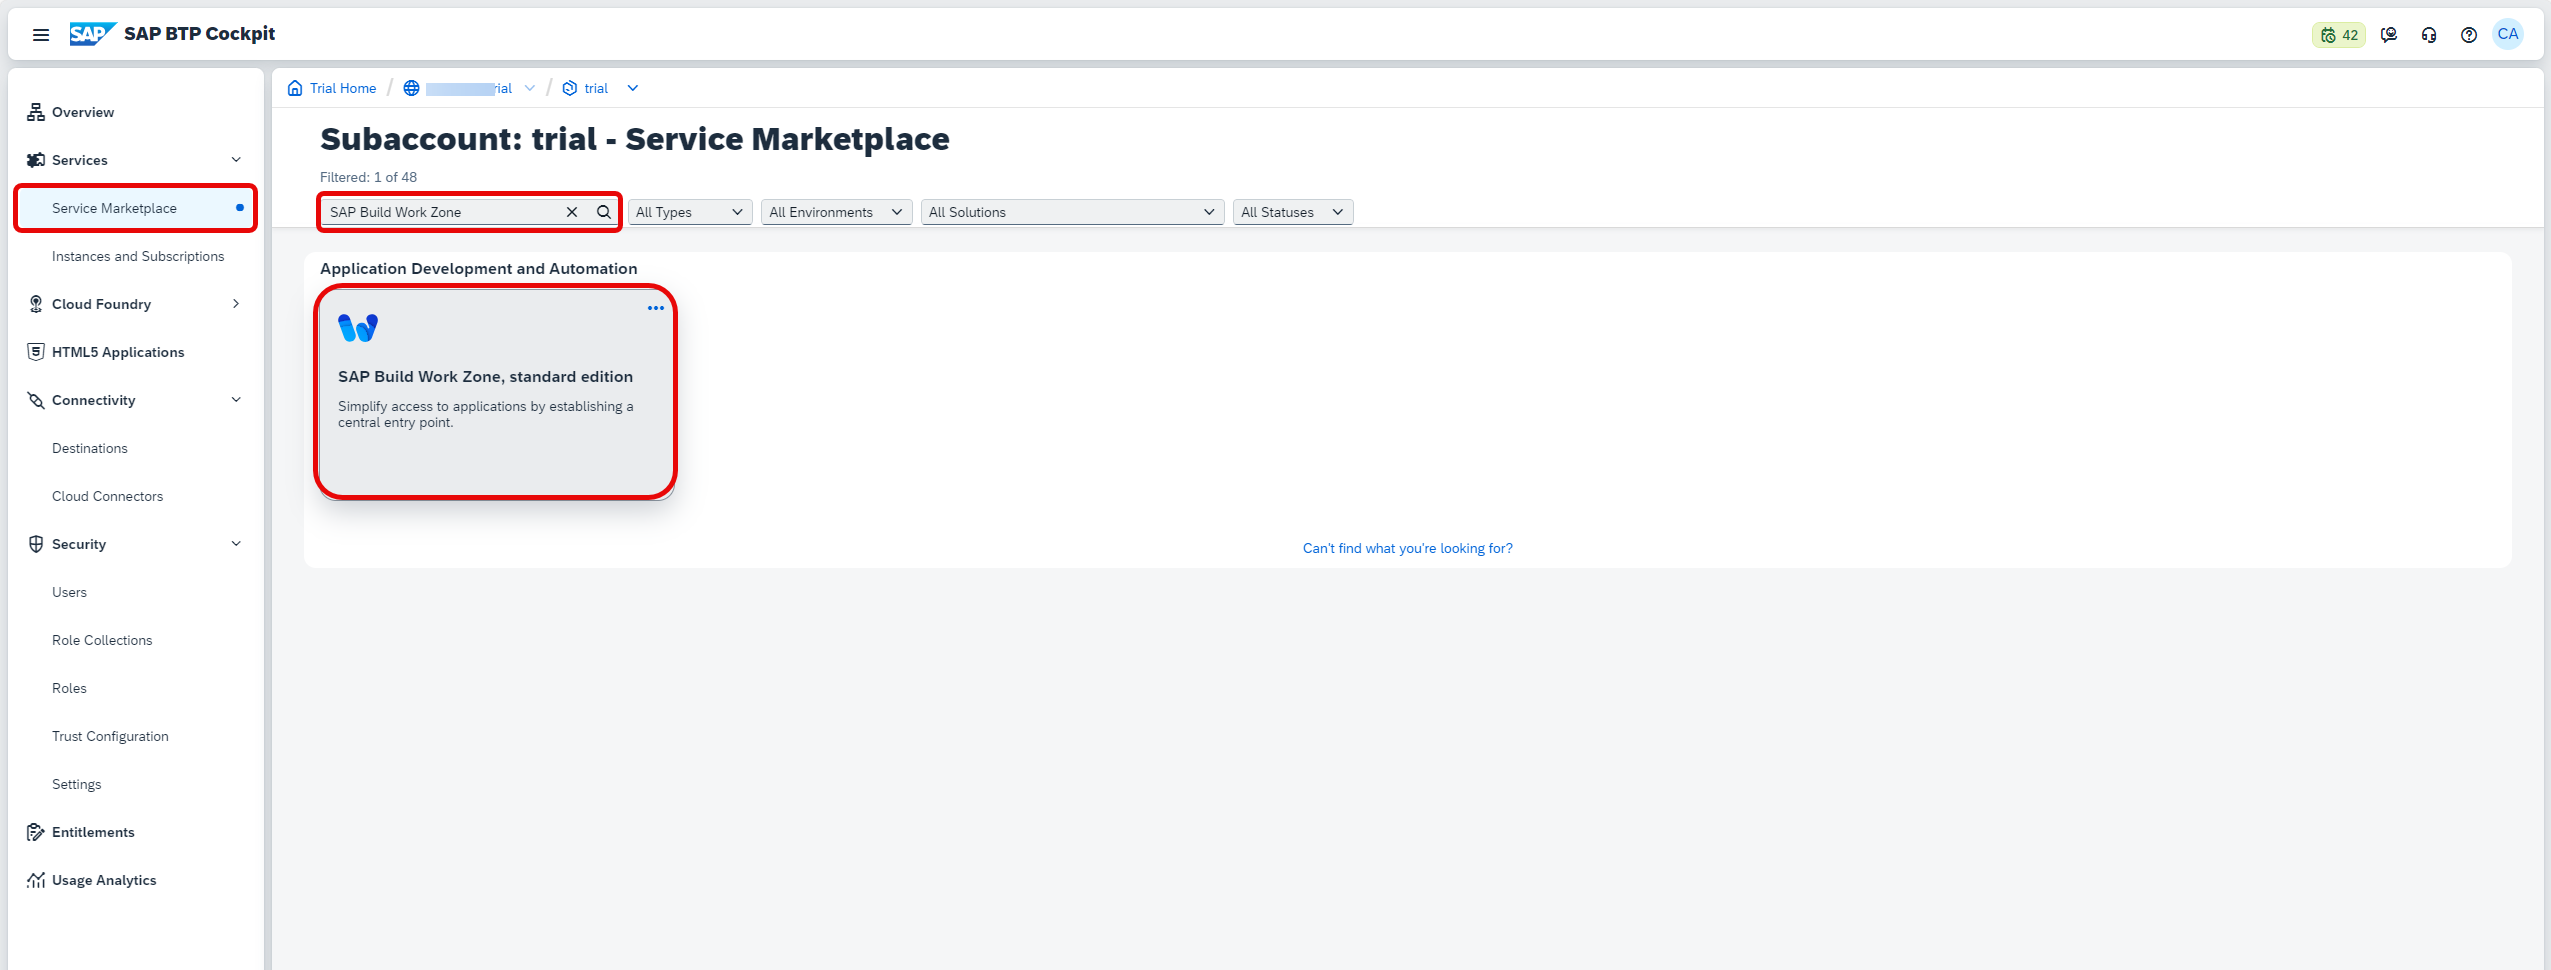 SAP SAP BTP Cockpit
42
CA
Overview
Services
Service Marketplace
Instances and Subscriptions
Cloud Foundry
HTML5 Applications
Connectivity
Destinations
Cloud Connectors
Security
Users
Role Collections
Roles
Trust Configuration
Settings
Entitlements
Usage Analytics
Trial Home / rial / trial
Subaccount: trial - Service Marketplace
Filtered: 1 of 48
SAP Build Work Zone
All Types
All Environments
All Solutions
All Statuses
Application Development and Automation
SAP Build Work Zone, standard edition
Simplify access to applications by establishing a
central entry point.
Can't find what you're looking for?